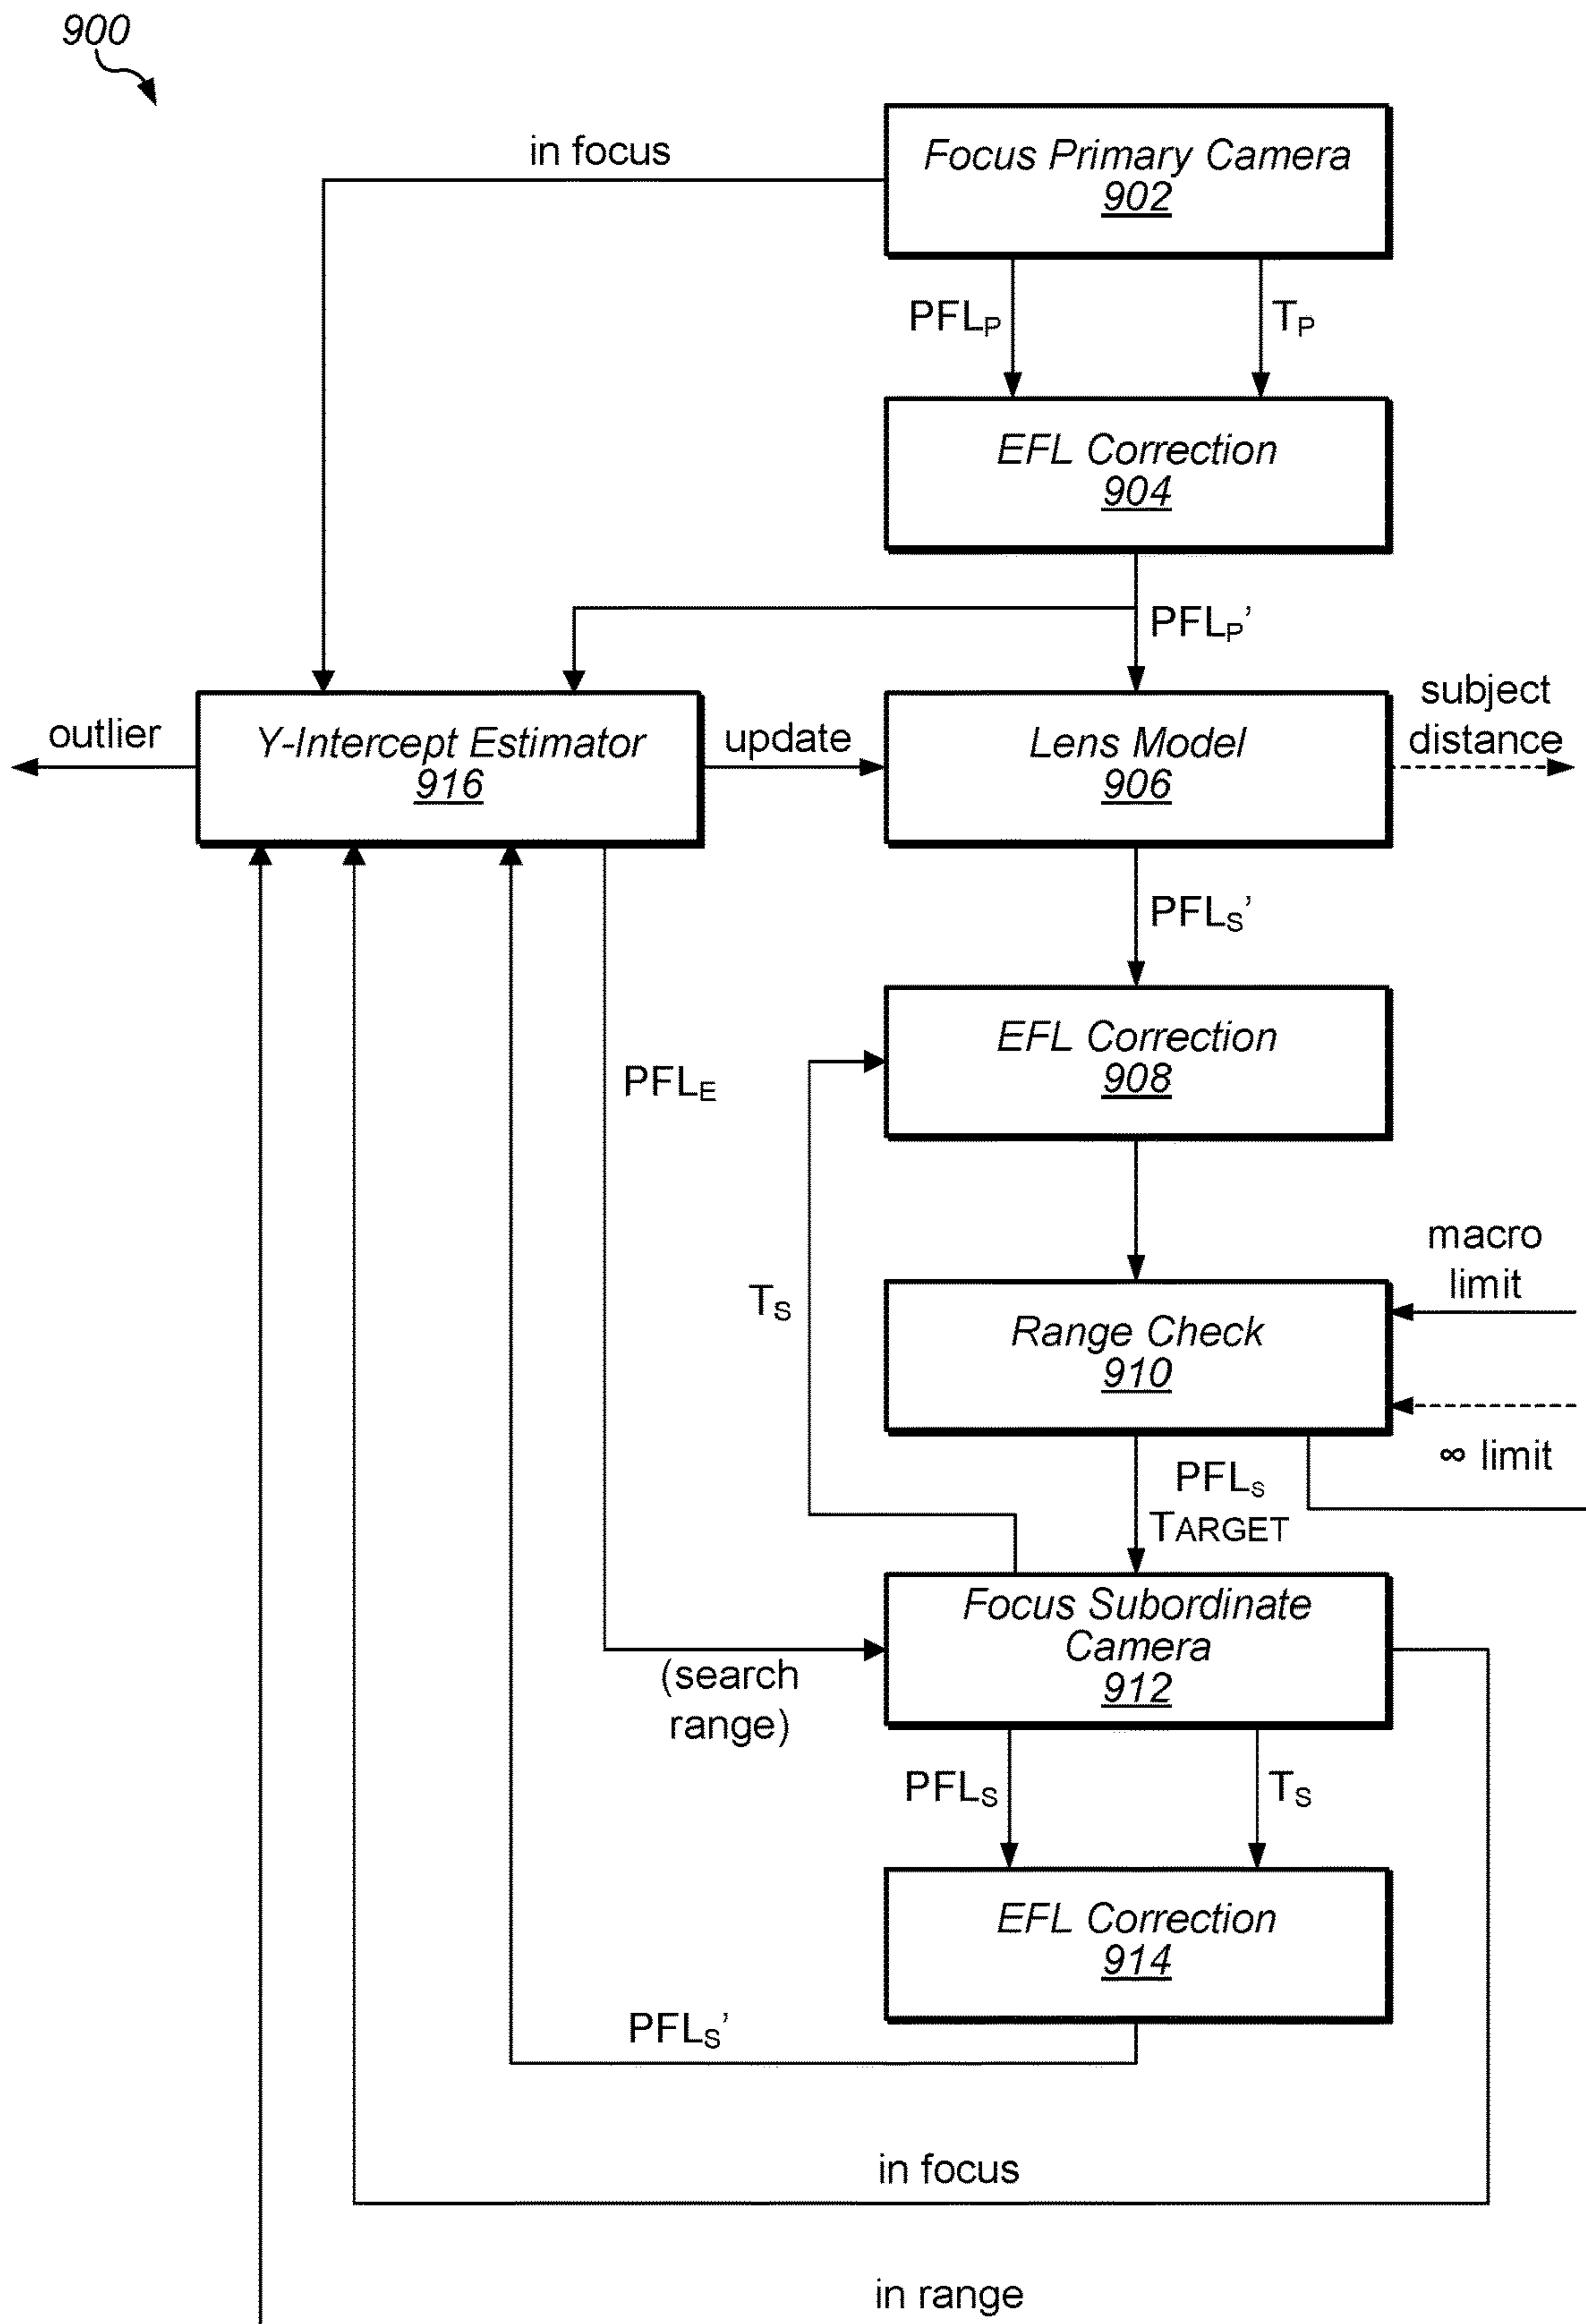 900
in focus
Focus Primary Camera
902
PFLP
TP
EFL Correction
904
PFLP’
outlier
Y-Intercept Estimator
916
update
Lens Model
906
subject
distance
PFLS’
EFL Correction
908
PFLE
TS
macro
limit
Range Check
910
∞ limit
PFLS
TARGET
Focus Subordinate
Camera
912
(search
range)
PFLS
TS
EFL Correction
914
PFLS’
in focus
in range